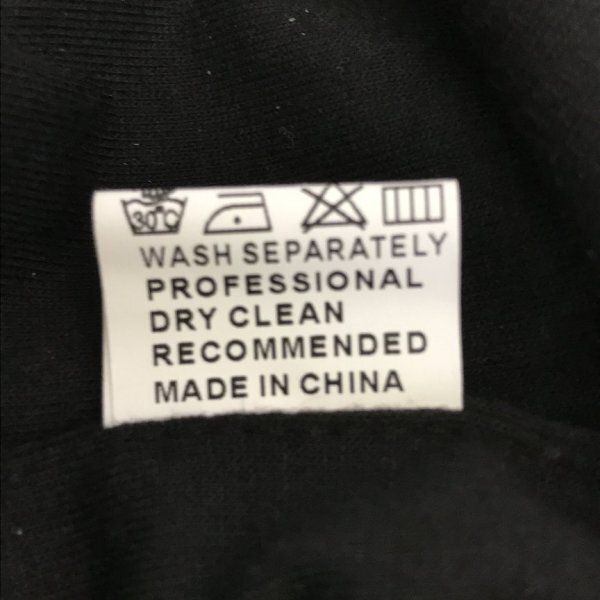 30°C
WASH SEPARATELY
PROFESSIONAL
DRY CLEAN
RECOMMENDED
MADE IN CHINA